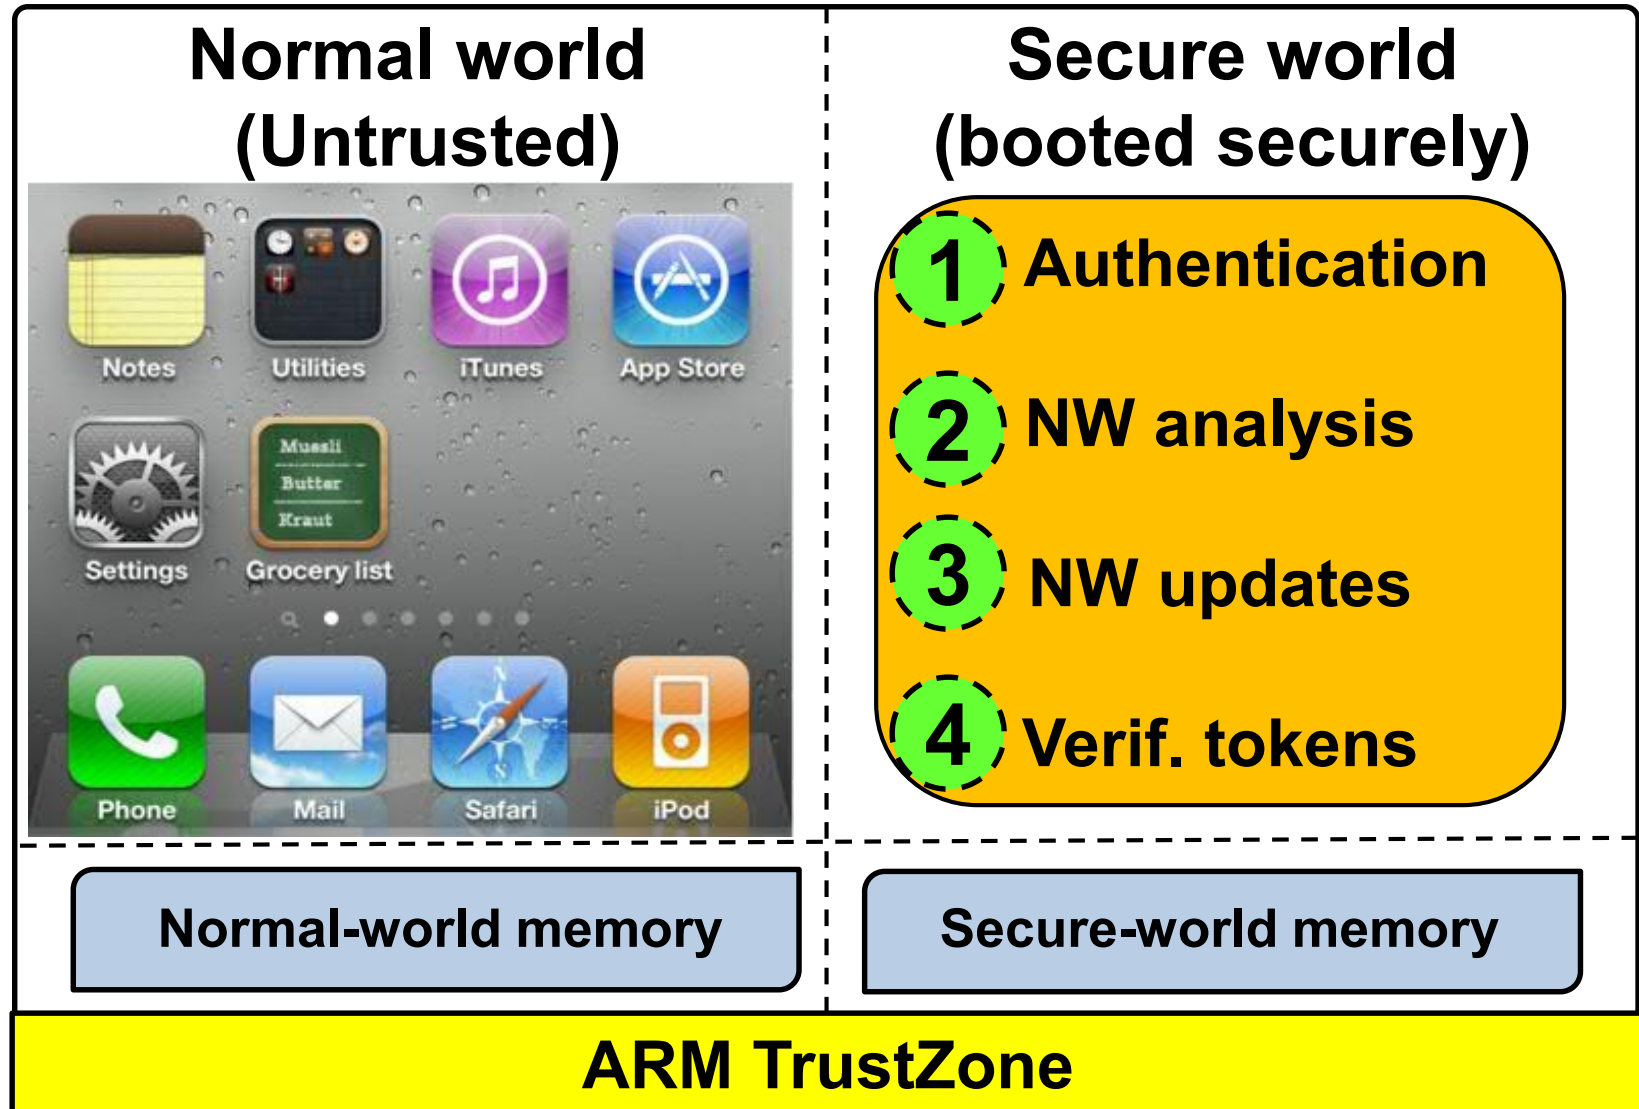 Normal world
(Untrusted)
Notes
Utilities
iTunes
App Store
Muesli
Butter
Kraut
Settings
Grocery list
N
S
Phone
Mail
Safari
iPod
Normal-world memory
Secure world
(booted securely)
1 Authentication
2 NW analysis
3 NW updates
4 Verif. tokens
Secure-world memory
ARM TrustZone